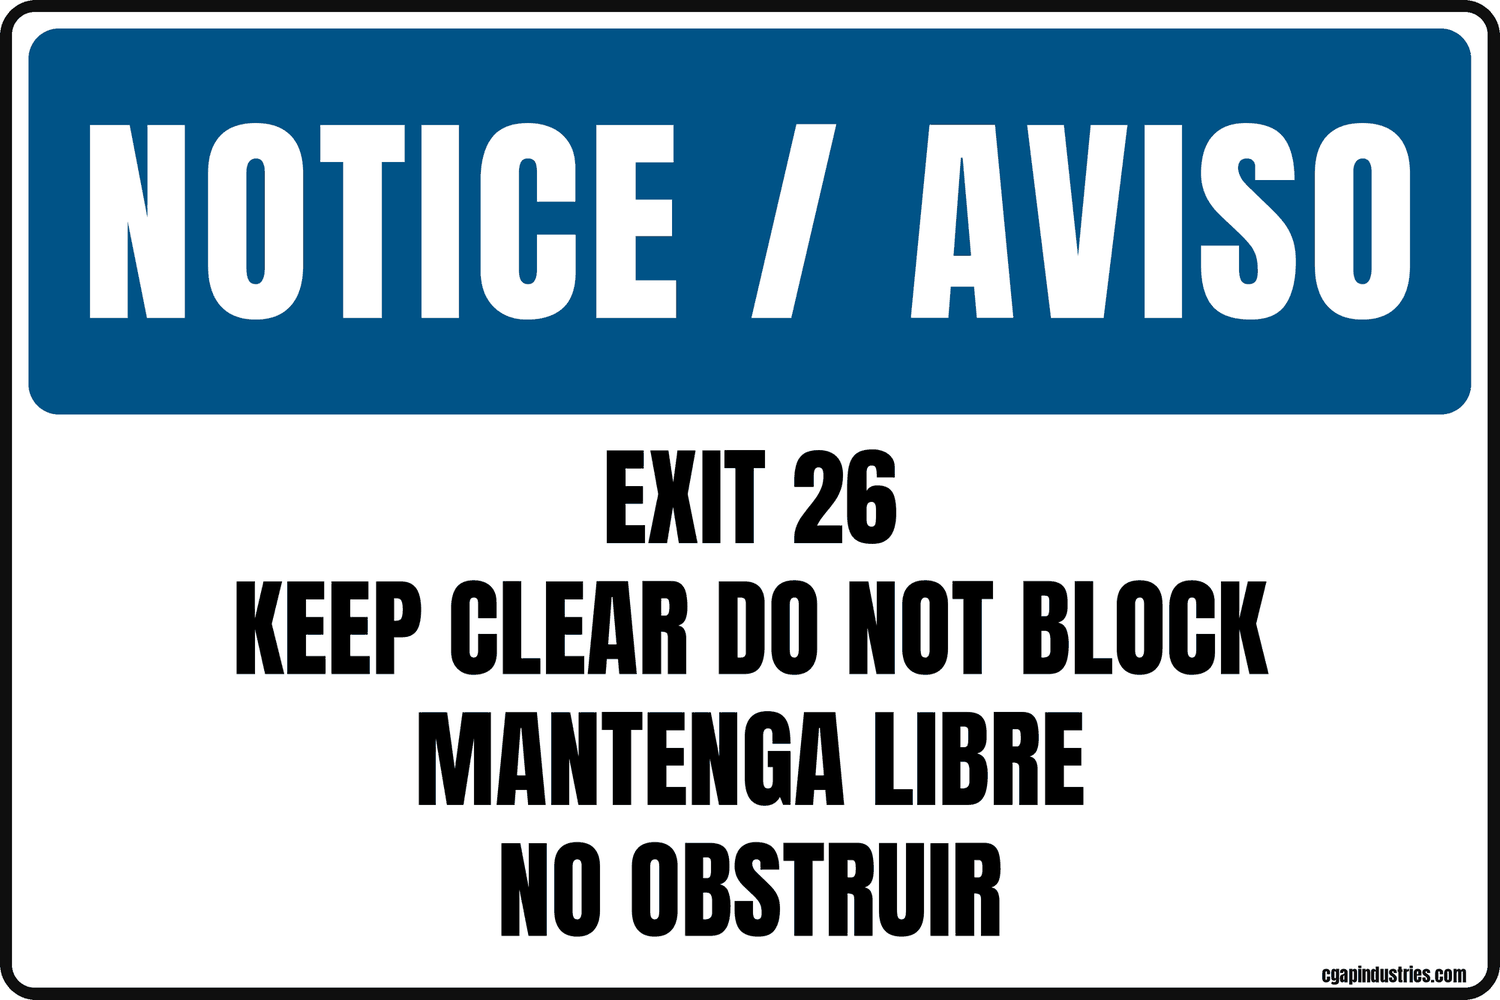 NOTICE / AVISO
EXIT 26
KEEP CLEAR DO NOT BLOCK
MANTENGA LIBRE
NO OBSTRUIR
cgapindustries.com